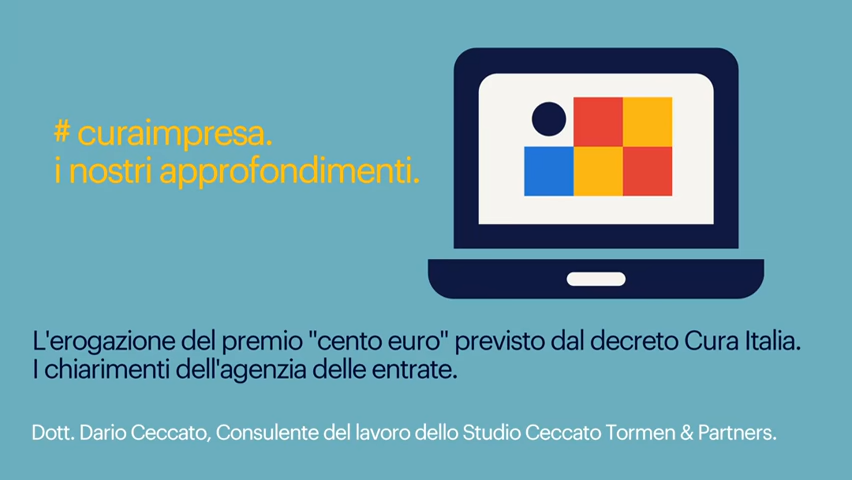 # curaimpresa.
i nostri approfondimenti.
L'erogazione del premio "cento euro" previsto dal decreto Cura Italia.
I chiarimenti dell'agenzia delle entrate.
Dott. Dario Ceccato, Consulente del lavoro dello Studio Ceccato Tormen & Partners.